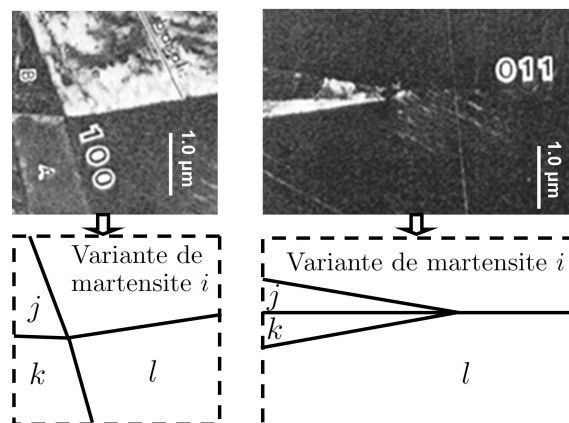 B
A
100
1.0 μm
011
1.0 μm
Variante de
martensite i
j
k
l
Variante de martensite i
j
k
l